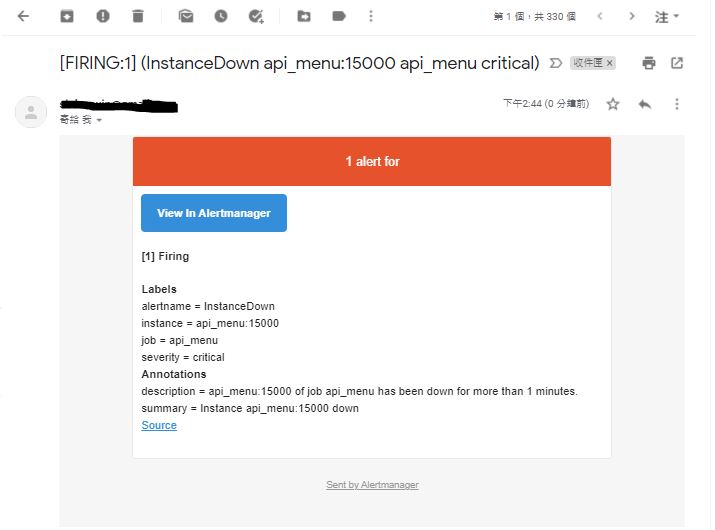 第 1 個，共 330 個
注
[FIRING:1] (InstanceDown api_menu:15000 api_menu critical)
收件匣 ×
下午2:44 (0 分鐘前)
寄給 我
1 alert for
View In Alertmanager
[1] Firing
Labels
alertname = InstanceDown
instance = api_menu:15000
job = api_menu
severity = critical
Annotations
description = api_menu:15000 of job api_menu has been down for more than 1 minutes.
summary = Instance api_menu:15000 down
Source
Sent by Alertmanager